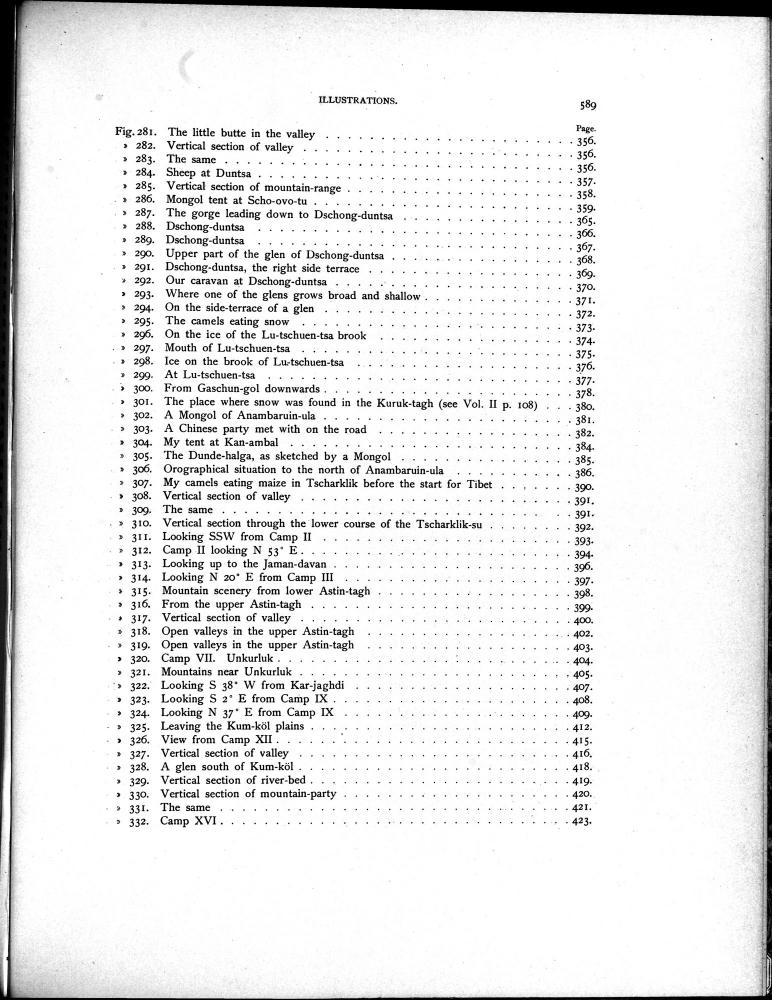 ILLUSTRATIONS. 589
Page.
Fig. 281. The little butte in the valley . . . 356.
» 282. Vertical section of valley . . . 356.
» 283. The same . . . 356.
» 284. Sheep at Duntsa . . . 357.
» 285. Vertical section of mountain-range . . . 358.
» 286. Mongol tent at Scho-ovo-tu . . . 359.
» 287. The gorge leading down to Dschong-duntsa . . . 365.
» 288. Dschong-duntsa . . . 366.
» 289. Dschong-duntsa . . . 367.
» 290. Upper part of the glen of Dschong-duntsa . . . 368.
» 291. Dschong-duntsa, the right side terrace . . . 369.
» 292. Our caravan at Dschong-duntsa . . . 370.
» 293. Where one of the glens grows broad and shallow . . . 371.
» 294. On the side-terrace of a glen . . . 372.
» 295. The camels eating snow . . . 373.
» 296. On the ice of the Lu-tschuen-tsa brook . . . 374.
» 297. Mouth of Lu-tschuen-tsa . . . 375.
» 298. Ice on the brook of Lu-tschuen-tsa . . . 376.
» 299. At Lu-tschuen-tsa . . . 377.
» 300. From Gaschun-gol downwards . . . 378.
» 301. The place where snow was found in the Kuruk-tagh (see Vol. II p. 108) . . . 380.
» 302. A Mongol of Anambaruin-ula . . . 381.
» 303. A Chinese party met with on the road . . . 382.
» 304. My tent at Kan-ambal . . . 384.
» 305. The Dunde-halga, as sketched by a Mongol . . . 385.
» 306. Orographical situation to the north of Anambaruin-ula . . . 386.
» 307. My camels eating maize in Tscharklik before the start for Tibet . . . 390.
» 308. Vertical section of valley . . . 391.
» 309. The same . . . 391.
» 310. Vertical section through the lower course of the Tscharklik-su . . . 392.
» 311. Looking SSW from Camp II . . . 393.
» 312. Camp II looking N 53° E. . . . 394.
» 313. Looking up to the Jaman-davan . . . 396.
» 314. Looking N 20° E from Camp III . . . 397.
» 315. Mountain scenery from lower Astin-tagh . . . 398.
» 316. From the upper Astin-tagh . . . 399.
» 317. Vertical section of valley . . . 400.
» 318. Open valleys in the upper Astin-tagh . . . 402.
» 319. Open valleys in the upper Astin-tagh . . . 403.
» 320. Camp VII. Unkurluk . . . 404.
» 321. Mountains near Unkurluk . . . 405.
» 322. Looking S 38° W from Kar-jaghdi . . . 407.
» 323. Looking S 2° E from Camp IX . . . 408.
» 324. Looking N 37° E from Camp IX . . . 409.
» 325. Leaving the Kum-köl plains . . . 412.
» 326. View from Camp XII . . . 415.
» 327. Vertical section of valley . . . 416.
» 328. A glen south of Kum-köl . . . 418.
» 329. Vertical section of river-bed . . . 419.
» 330. Vertical section of mountain-party . . . 420.
» 331. The same . . . 421.
» 332. Camp XVI . . . 423.